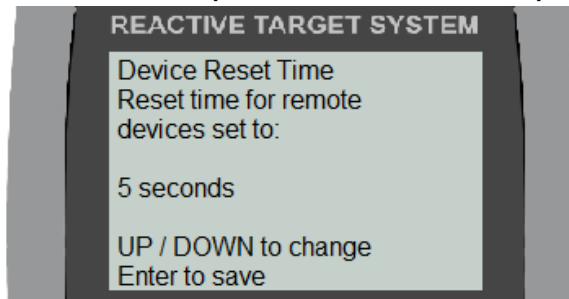 REACTIVE TARGET SYSTEM
Device Reset Time
Reset time for remote
devices set to:
5 seconds
UP / DOWN to change
Enter to save